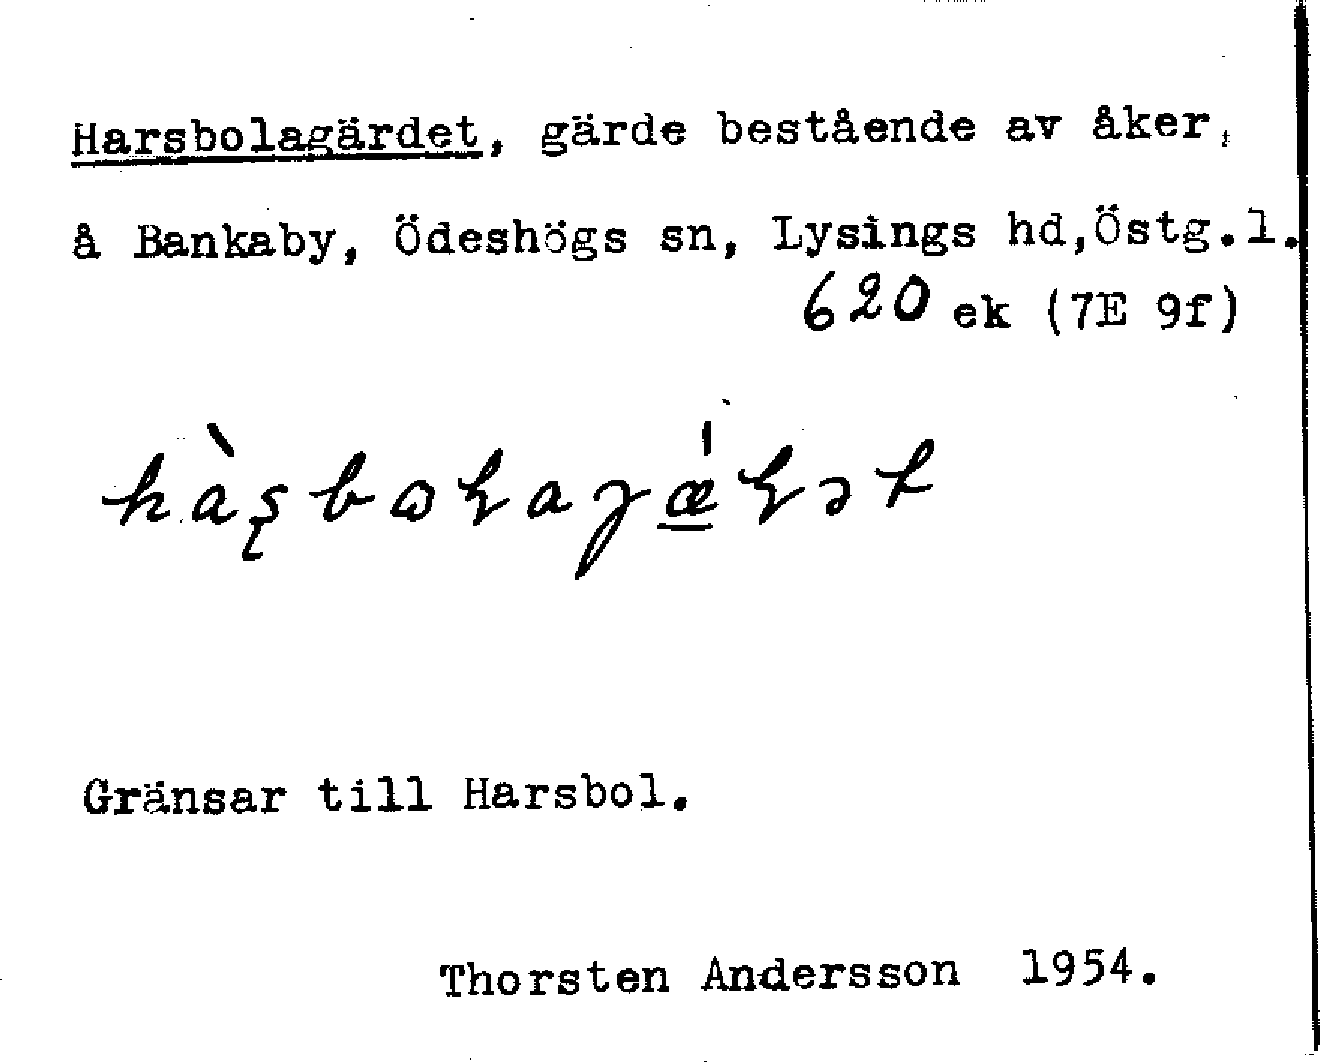 Harsbolagärdet, gärde bestående av åker,
å Bankaby, Ödeshögs sn, Lysings hd,Östg.l.
620 ek (7E 9f)
Gränsar till Harsbol.
Thorsten Andersson 1954.